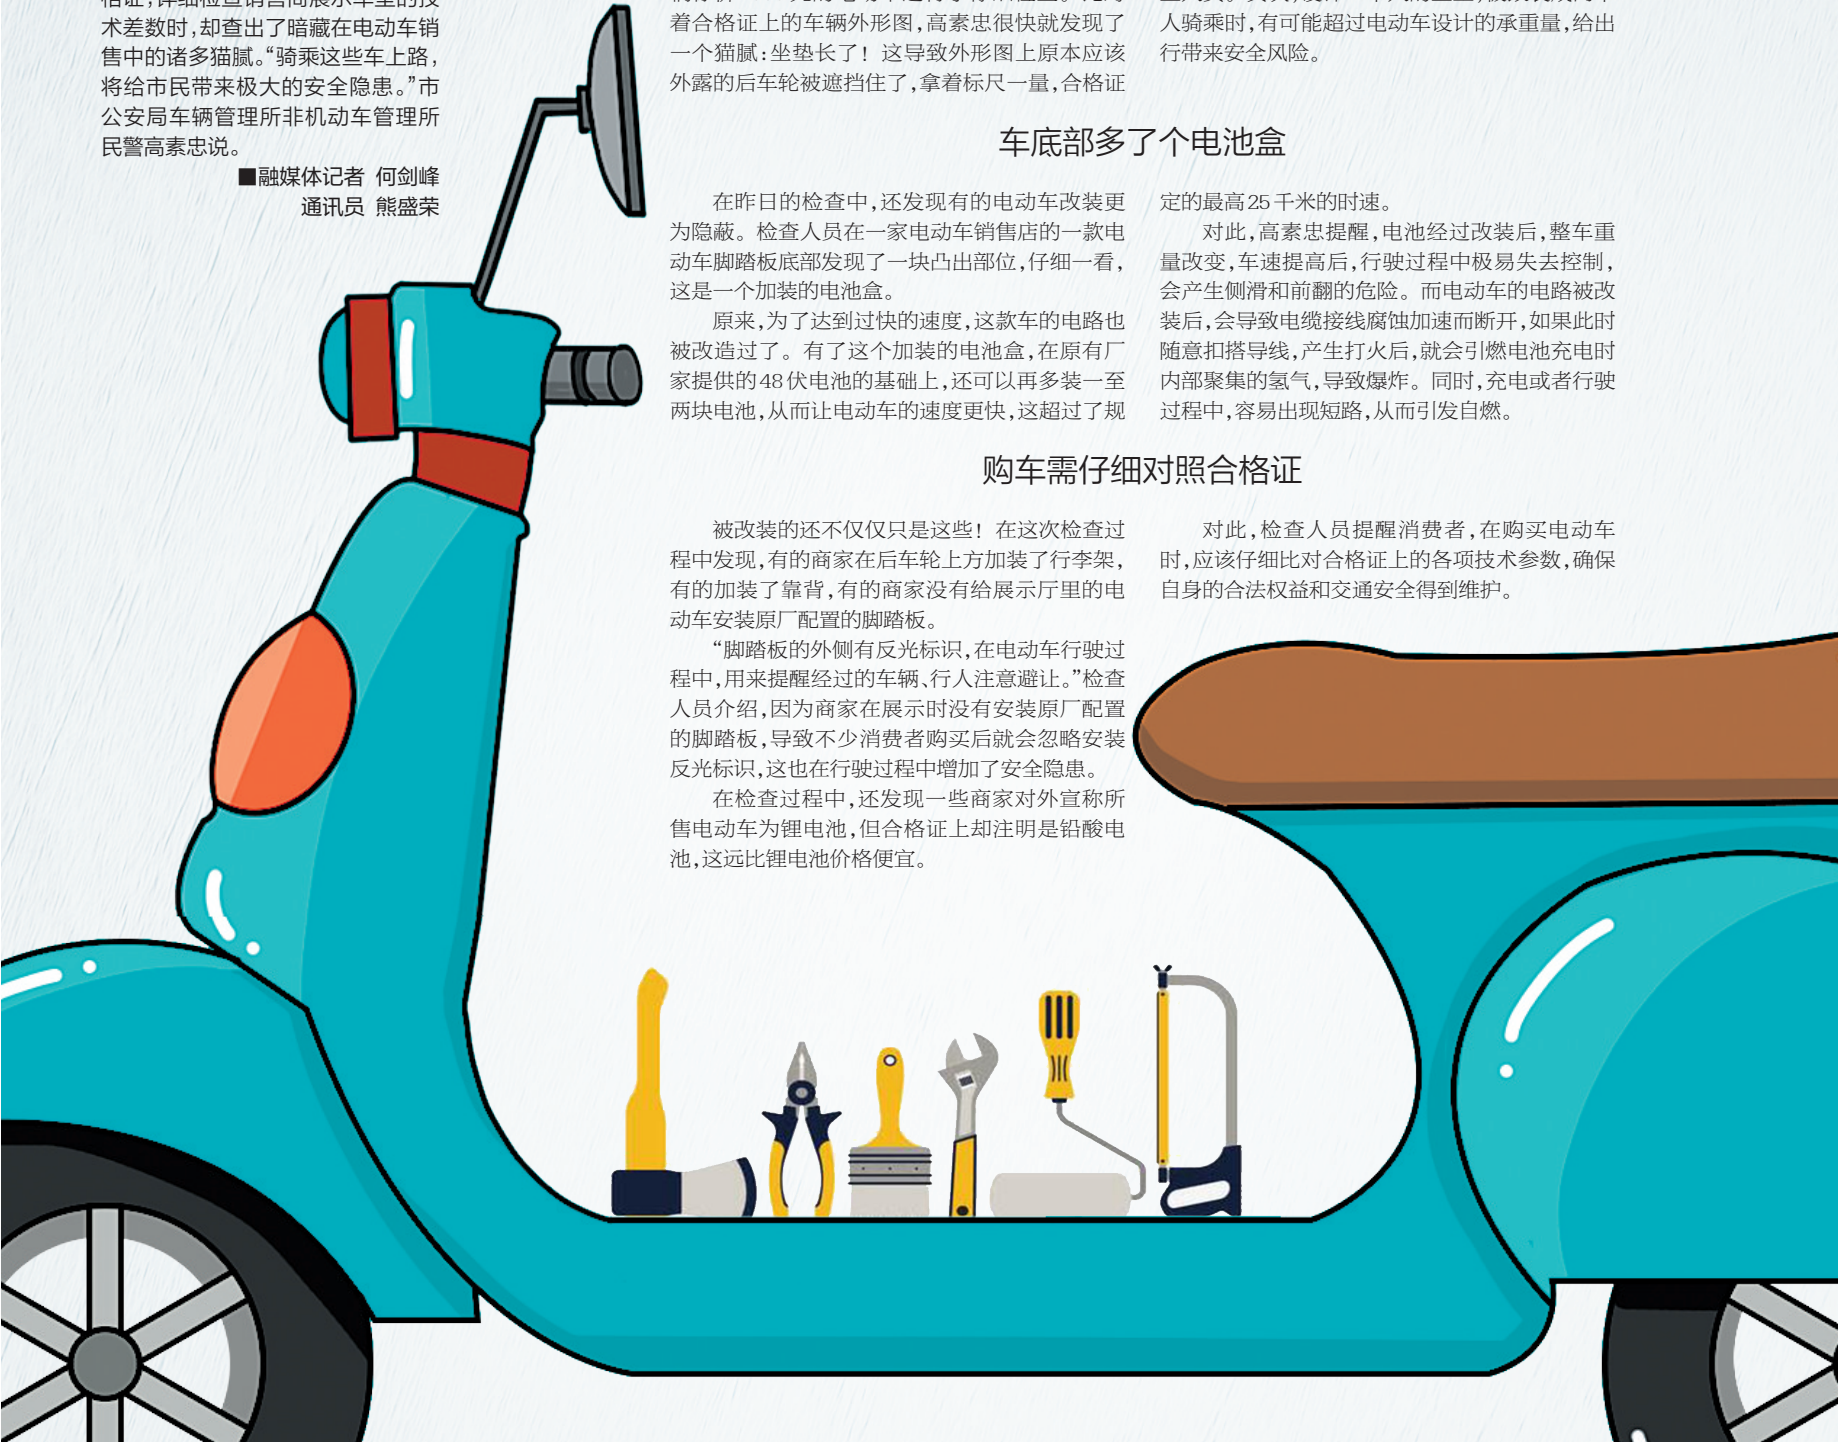 术差数时,却查出了暗藏在电动车销
售中的诸多猫腻。“骑乘这些车上路,
将给市民带来极大的安全隐患。”市
公安局车辆管理所非机动车管理所
民警高素忠说。
■融媒体记者 何剑峰
通讯员 熊盛荣
着合格证上的车辆外形图,高素忠很快就发现了
一个猫腻:坐垫长了! 这导致外形图上原本应该
外露的后车轮被遮挡住了,拿着标尺一量,合格证
人骑乘时,有可能超过电动车设计的承重量,给出
行带来安全风险。
车底部多了个电池盒
在昨日的检查中,还发现有的电动车改装更
为隐蔽。检查人员在一家电动车销售店的一款电
动车脚踏板底部发现了一块凸出部位,仔细一看,
这是一个加装的电池盒。
原来,为了达到过快的速度,这款车的电路也
被改造过了。有了这个加装的电池盒,在原有厂
家提供的48伏电池的基础上,还可以再多装一至
两块电池,从而让电动车的速度更快,这超过了规
定的最高25千米的时速。
对此,高素忠提醒,电池经过改装后,整车重
量改变,车速提高后,行驶过程中极易失去控制,
会产生侧滑和前翻的危险。而电动车的电路被改
装后,会导致电缆接线腐蚀加速而断开,如果此时
随意扣搭导线,产生打火后,就会引燃电池充电时
内部聚集的氢气,导致爆炸。同时,充电或者行驶
过程中,容易出现短路,从而引发自燃。
购车需仔细对照合格证
被改装的还不仅仅只是这些! 在这次检查过
程中发现,有的商家在后车轮上方加装了行李架,
有的加装了靠背,有的商家没有给展示厅里的电
动车安装原厂配置的脚踏板。
“脚踏板的外侧有反光标识,在电动车行驶过
程中,用来提醒经过的车辆、行人注意避让。”检查
人员介绍,因为商家在展示时没有安装原厂配置
的脚踏板,导致不少消费者购买后就会忽略安装
反光标识,这也在行驶过程中增加了安全隐患。
在检查过程中,还发现一些商家对外宣称所
售电动车为锂电池,但合格证上却注明是铅酸电
池,这远比锂电池价格便宜。
对此,检查人员提醒消费者,在购买电动车
时,应该仔细比对合格证上的各项技术参数,确保
自身的合法权益和交通安全得到维护。